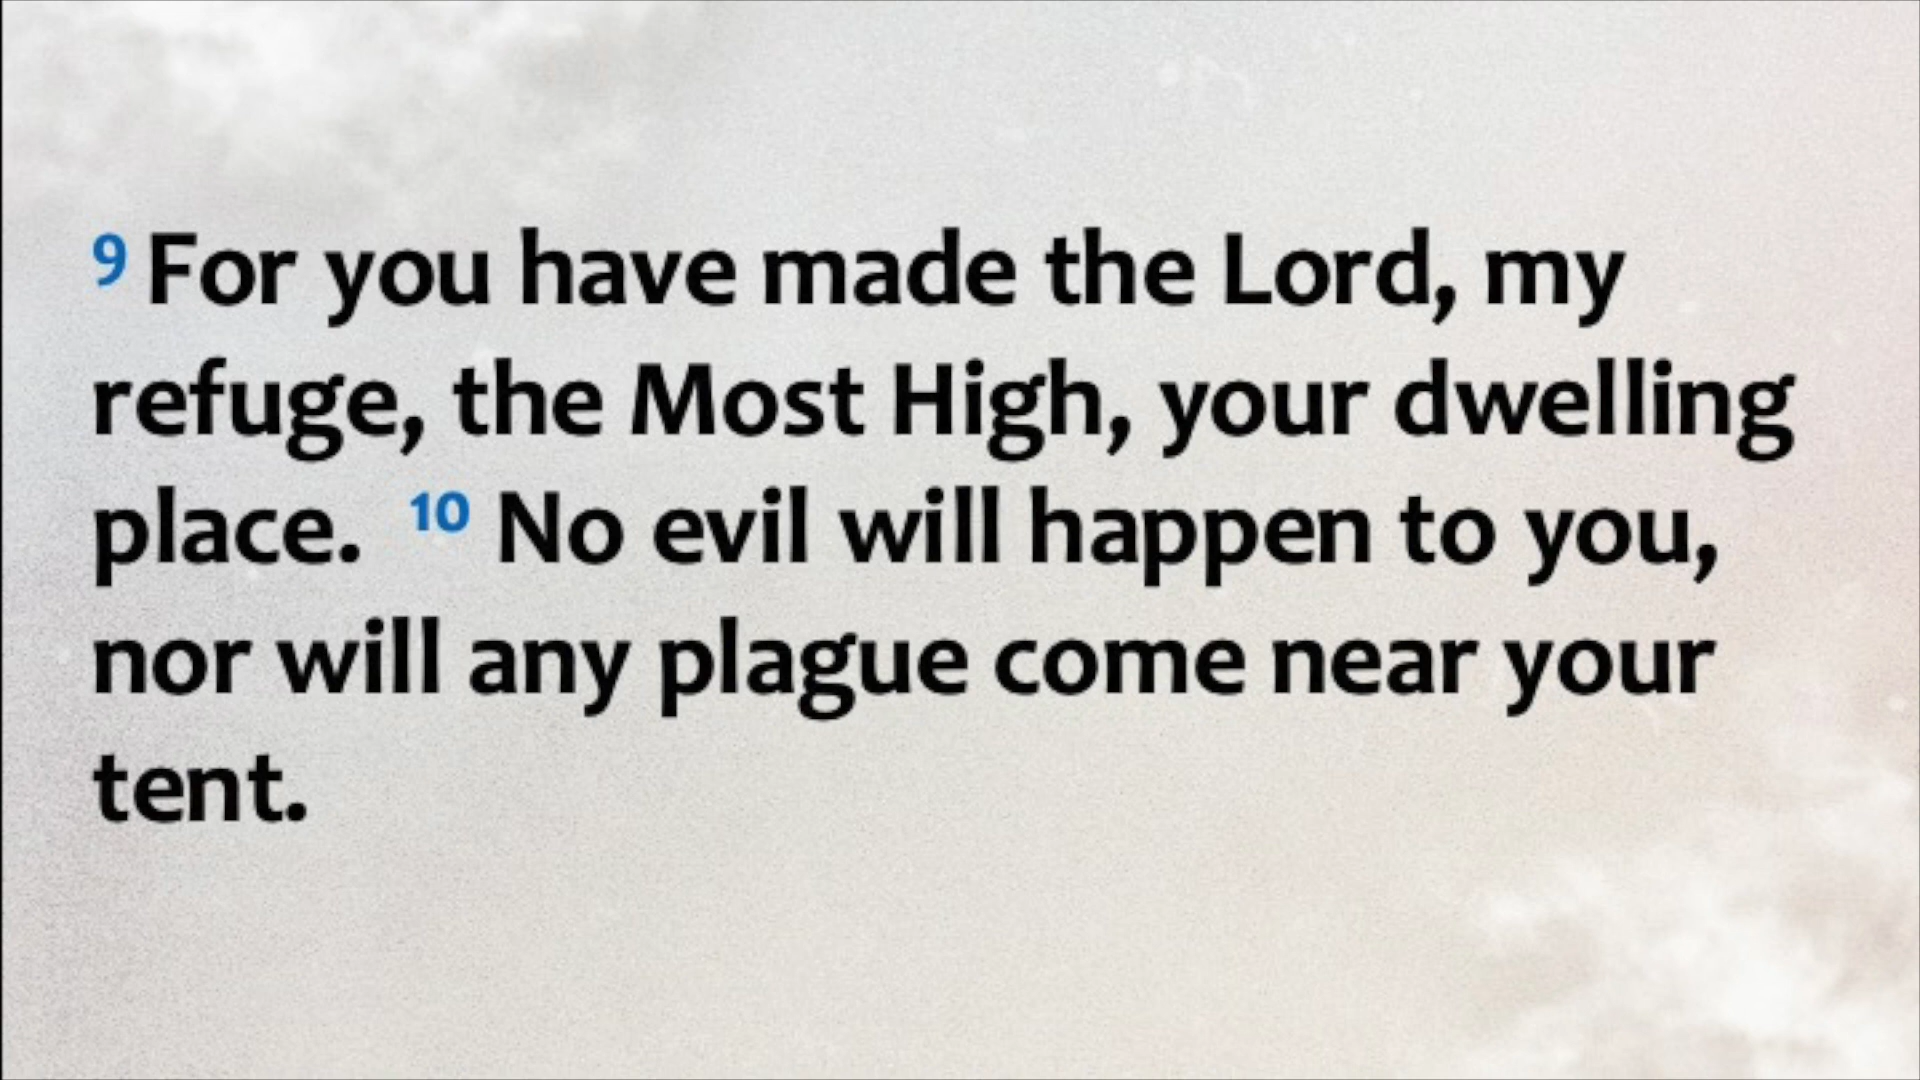 9 For you have made the Lord, my
refuge, the Most High, your dwelling
place. 10 No evil will happen to you,
nor will any plague come near your
tent.